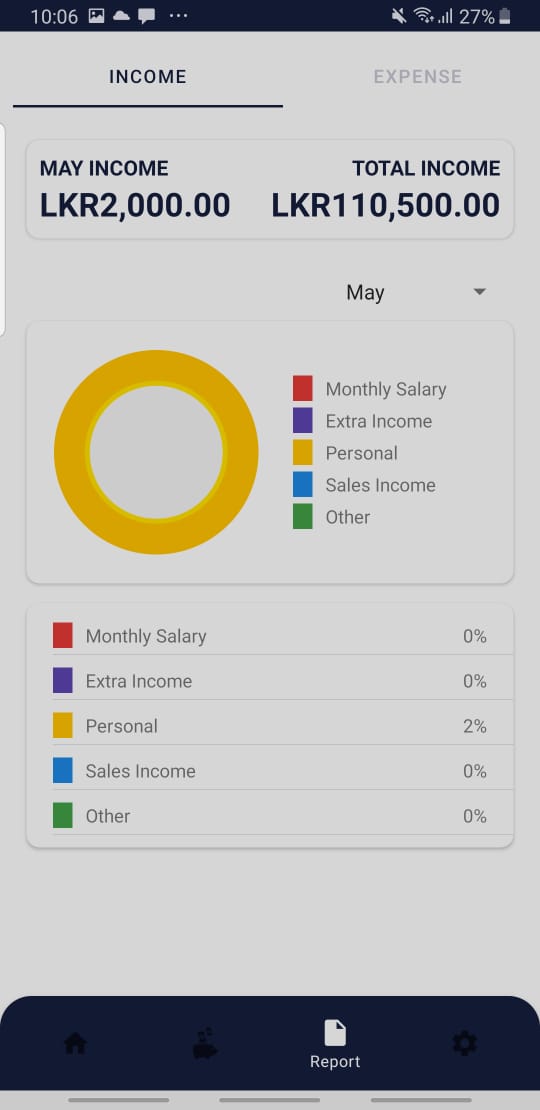 10:06 27%
INCOME EXPENSE
MAY INCOME TOTAL INCOME
LKR2,000.00 LKR110,500.00
May
Monthly Salary
Extra Income
Personal
Sales Income
Other
Monthly Salary 0%
Extra Income 0%
Personal 2%
Sales Income 0%
Other 0%
Report